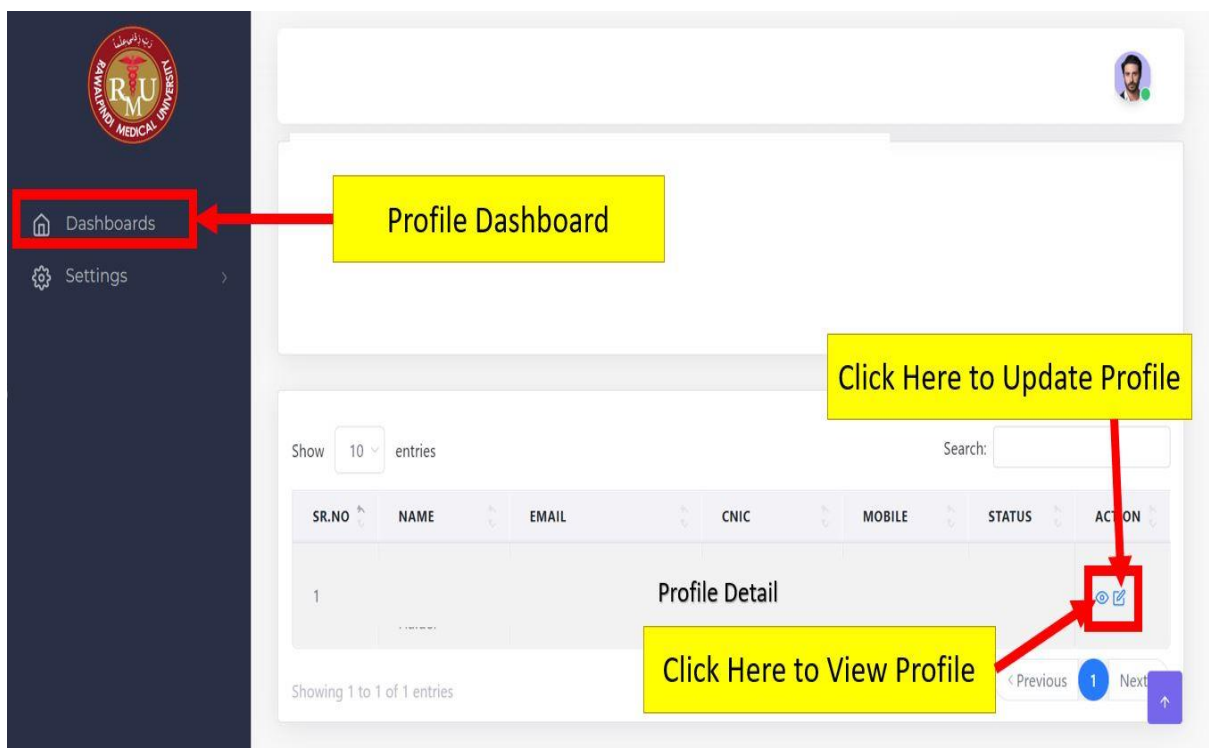 RAWALPINDI MEDICAL UNIVERSITY
RMU
Dashboards
Settings
Profile Dashboard
Click Here to Update Profile
Show 10 entries
Search:
SR.NO NAME EMAIL CNIC MOBILE STATUS ACTION
1
Profile Detail
Click Here to View Profile
Showing 1 to 1 of 1 entries
Previous 1 Next